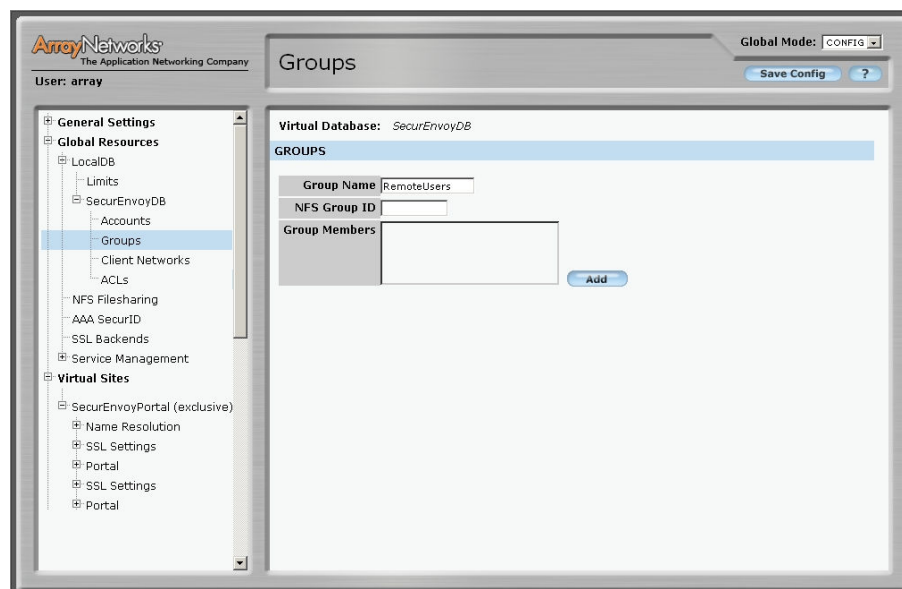 ArrayNetworks
The Application Networking Company
User: array
Groups
Global Mode: CONFIG
Save Config ?
General Settings
Global Resources
LocalDB
Limits
SecurEnvoyDB
Accounts
Groups
Client Networks
ACLs
NFS Filesharing
AAA SecurID
SSL Backends
Service Management
Virtual Sites
SecurEnvoyPortal (exclusive)
Name Resolution
SSL Settings
Portal
SSL Settings
Portal
Virtual Database: SecurEnvoyDB
GROUPS
Group Name RemoteUsers
NFS Group ID
Group Members
Add